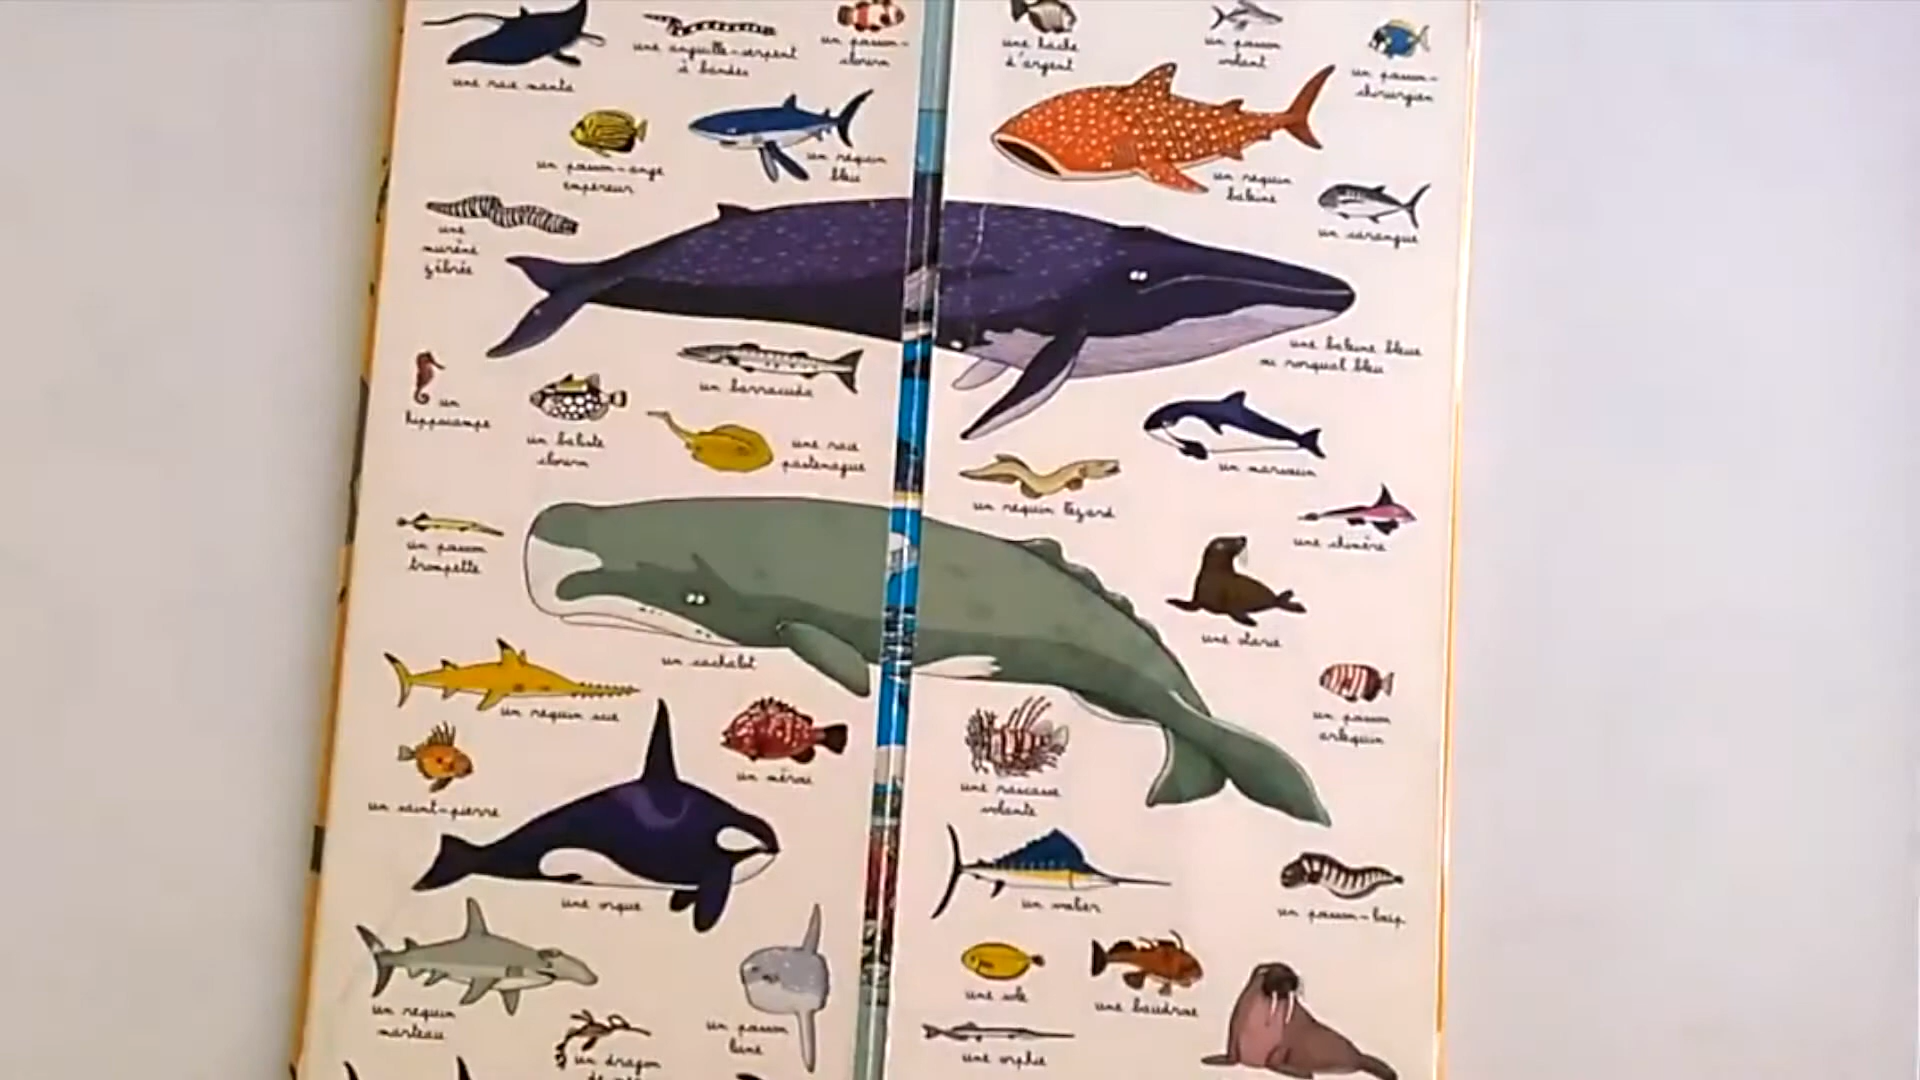 une raie manta
une anguille-serpent
à bandes
un poisson-
clown
une hache
d'argent
un poisson
volant
un poisson-
chirurgien
un poisson-ange
empereur
un requin
bleu
un requin
baleine
une carangue
une
murène
zébrée
une baleine bleue
ou rorqual bleu
un
hippocampe
un barracuda
un baliste
clown
une raie
pastenague
un marsouin
un requin lézard
une chimère
un poisson
trompette
une otarie
un cachalot
un requin scie
un poisson
arlequin
un mérou
une rascasse
volante
un saint-pierre
une orque
un voilier
un poisson-loup
un requin
marteau
un poisson
lune
une sole
une baudroie
un dragon
de mer
une orphie